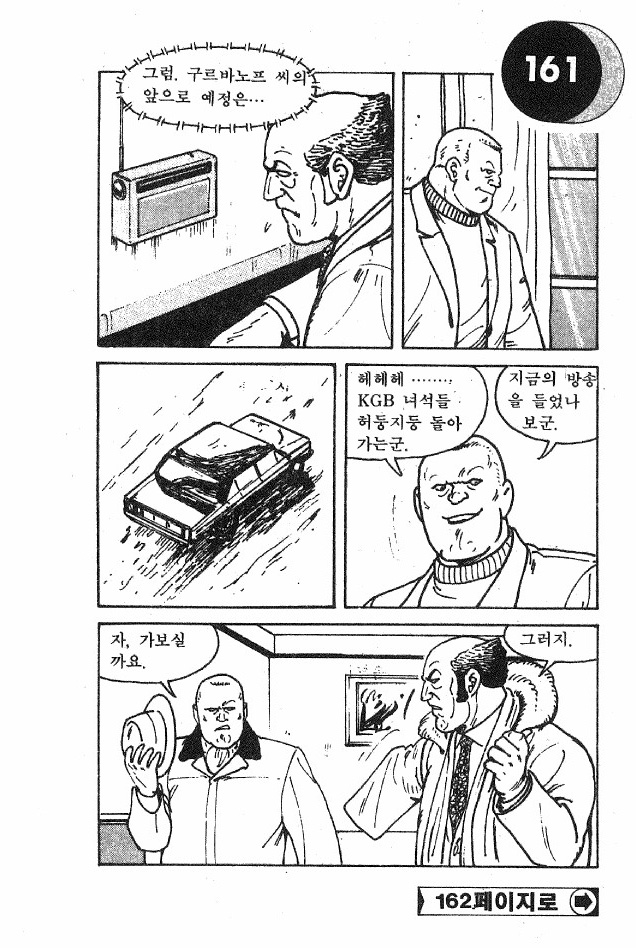 161
그럼, 구르바노프 씨의
앞으로 예정은…
지금의 방송
을 들었나
보군.
헤헤헤 ………
KGB 녀석들
허둥지둥 돌아
가는군.
자, 가보실
까요.
그러지.
162페이지로